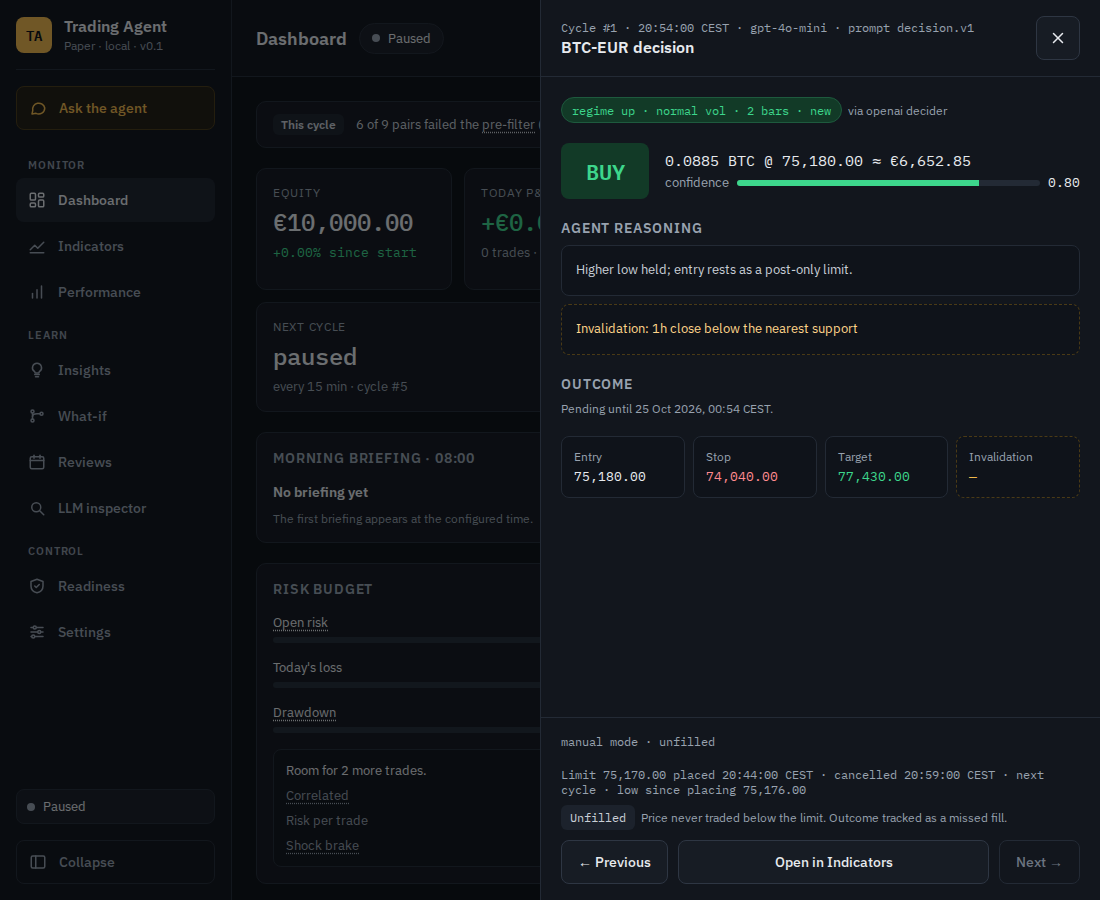 TA
Trading Agent
Paper · local · v0.1
Ask the agent
MONITOR
Dashboard
Indicators
Performance
LEARN
Insights
What-if
Reviews
LLM inspector
CONTROL
Readiness
Settings
Paused
Collapse
Dashboard
Paused
This cycle
6 of 9 pairs failed the pre-filter
EQUITY
€10,000.00
+0.00% since start
TODAY P&
+€0.
0 trades ·
NEXT CYCLE
paused
every 15 min · cycle #5
MORNING BRIEFING · 08:00
No briefing yet
The first briefing appears at the configured time.
RISK BUDGET
Open risk
Today's loss
Drawdown
Room for 2 more trades.
Correlated
Risk per trade
Shock brake
Cycle #1 · 20:54:00 CEST · gpt-4o-mini · prompt decision.v1
BTC-EUR decision
regime up · normal vol · 2 bars · new
via openai decider
BUY
0.0885 BTC @ 75,180.00 ≈ €6,652.85
confidence
0.80
AGENT REASONING
Higher low held; entry rests as a post-only limit.
Invalidation: 1h close below the nearest support
OUTCOME
Pending until 25 Oct 2026, 00:54 CEST.
Entry
75,180.00
Stop
74,040.00
Target
77,430.00
Invalidation
—
manual mode · unfilled
Limit 75,170.00 placed 20:44:00 CEST · cancelled 20:59:00 CEST · next
cycle · low since placing 75,176.00
Unfilled
Price never traded below the limit. Outcome tracked as a missed fill.
← Previous
Open in Indicators
Next →